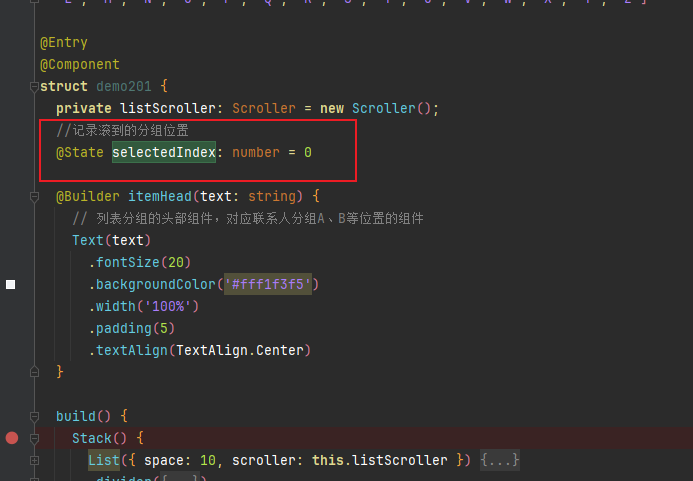 @Entry
@Component
struct demo201 {
private listScroller: Scroller = new Scroller();
//记录滚到的分组位置
@State selectedIndex: number = 0
@Builder itemHead(text: string) {
// 列表分组的头部组件，对应联系人分组A、B等位置的组件
Text(text)
.fontSize(20)
.backgroundColor('#fff1f3f5')
.width('100%')
.padding(5)
.textAlign(TextAlign.Center)
}
build() {
Stack() {
List({ space: 10, scroller: this.listScroller }) {...}
.divider({...})